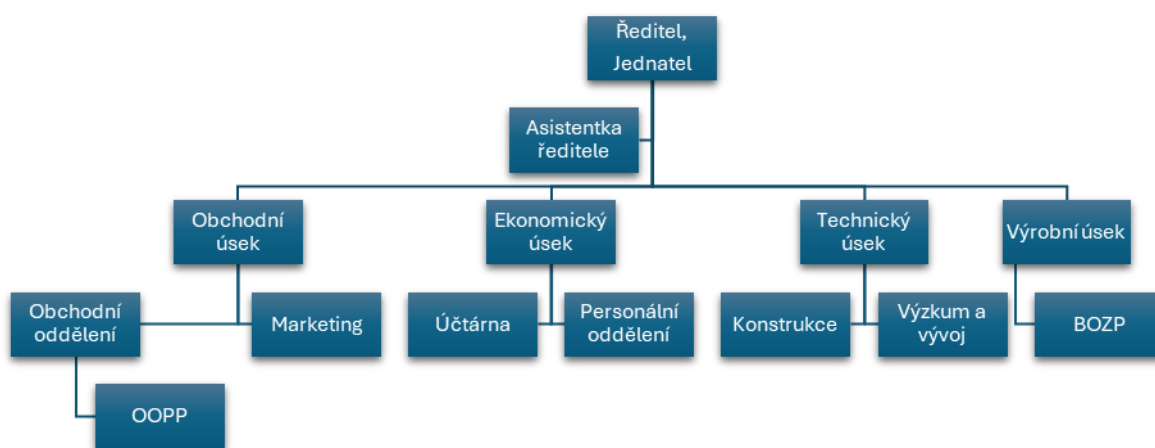 Ředitel,
Jednatel
Asistentka
ředitele
Obchodní
úsek
Ekonomický
úsek
Technický
úsek
Výrobní úsek
Obchodní
oddělení
Marketing
Účtárna
Personální
oddělení
Konstrukce
Výzkum a
vývoj
BOZP
OOPP